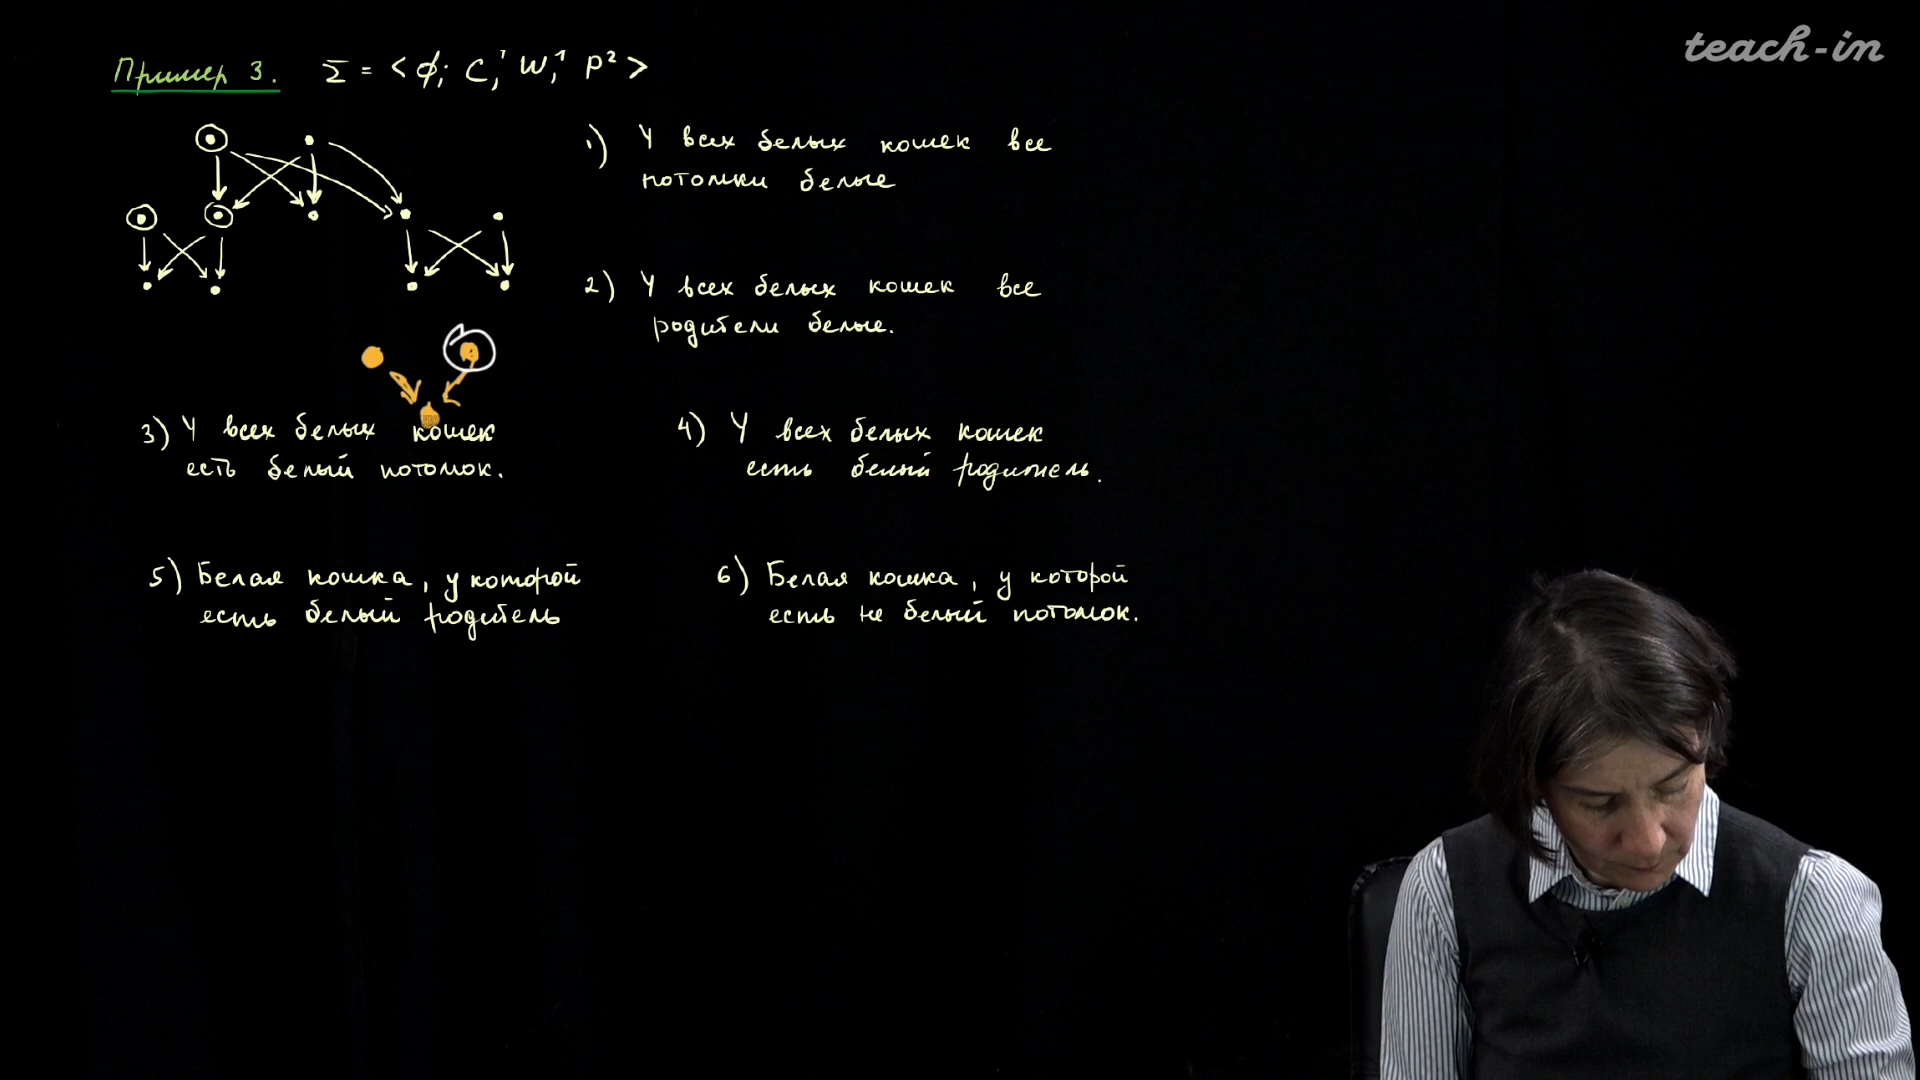 teach-in
Пример 3. Σ = < ∅; C¹, W¹, P² >
1) У всех белых кошек все
потомки белые
2) У всех белых кошек все
родители белые.
3) У всех белых кошек
есть белый потомок.
4) У всех белых кошек
есть белый родитель.
5) Белая кошка, у которой
есть белый родитель
6) Белая кошка, у которой
есть не белый потомок.